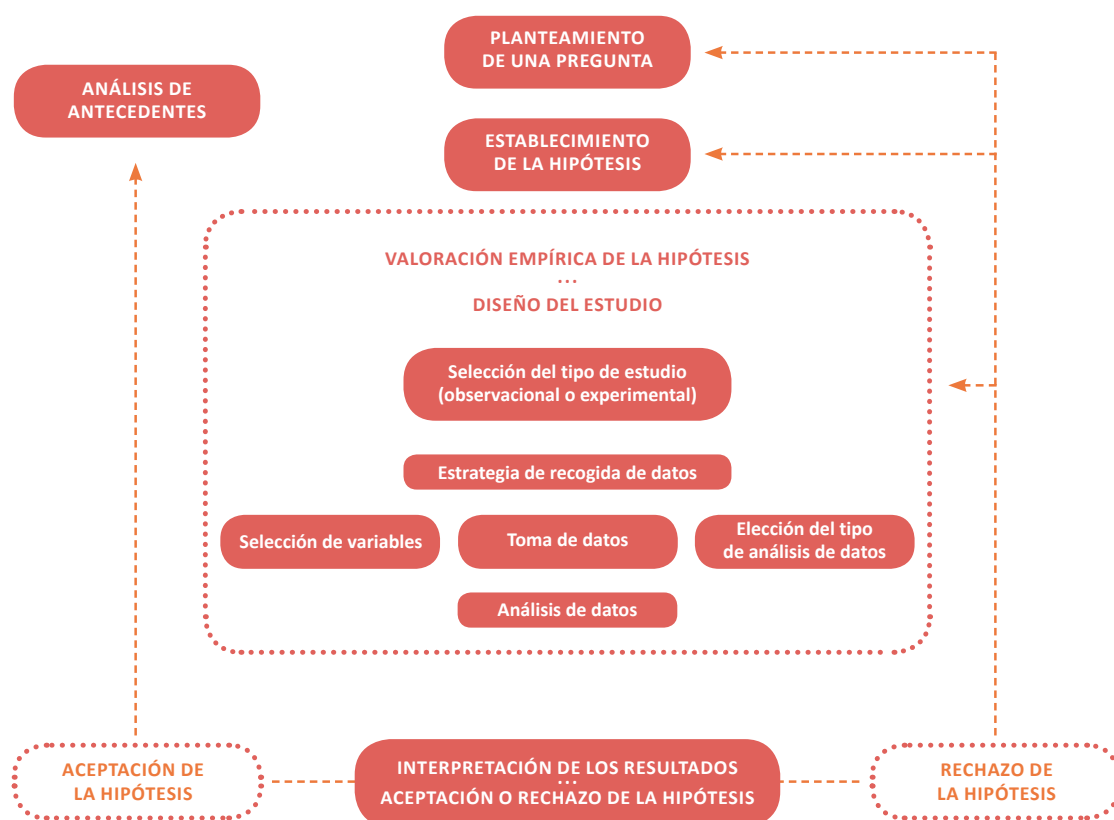 PLANTEAMIENTO
DE UNA PREGUNTA
ANÁLISIS DE
ANTECEDENTES
ESTABLECIMIENTO
DE LA HIPÓTESIS
VALORACIÓN EMPÍRICA DE LA HIPÓTESIS
...
DISEÑO DEL ESTUDIO
Selección del tipo de estudio
(observacional o experimental)
Estrategia de recogida de datos
Selección de variables
Toma de datos
Elección del tipo
de análisis de datos
Análisis de datos
ACEPTACIÓN DE
LA HIPÓTESIS
INTERPRETACIÓN DE LOS RESULTADOS
...
ACEPTACIÓN O RECHAZO DE LA HIPÓTESIS
RECHAZO DE
LA HIPÓTESIS